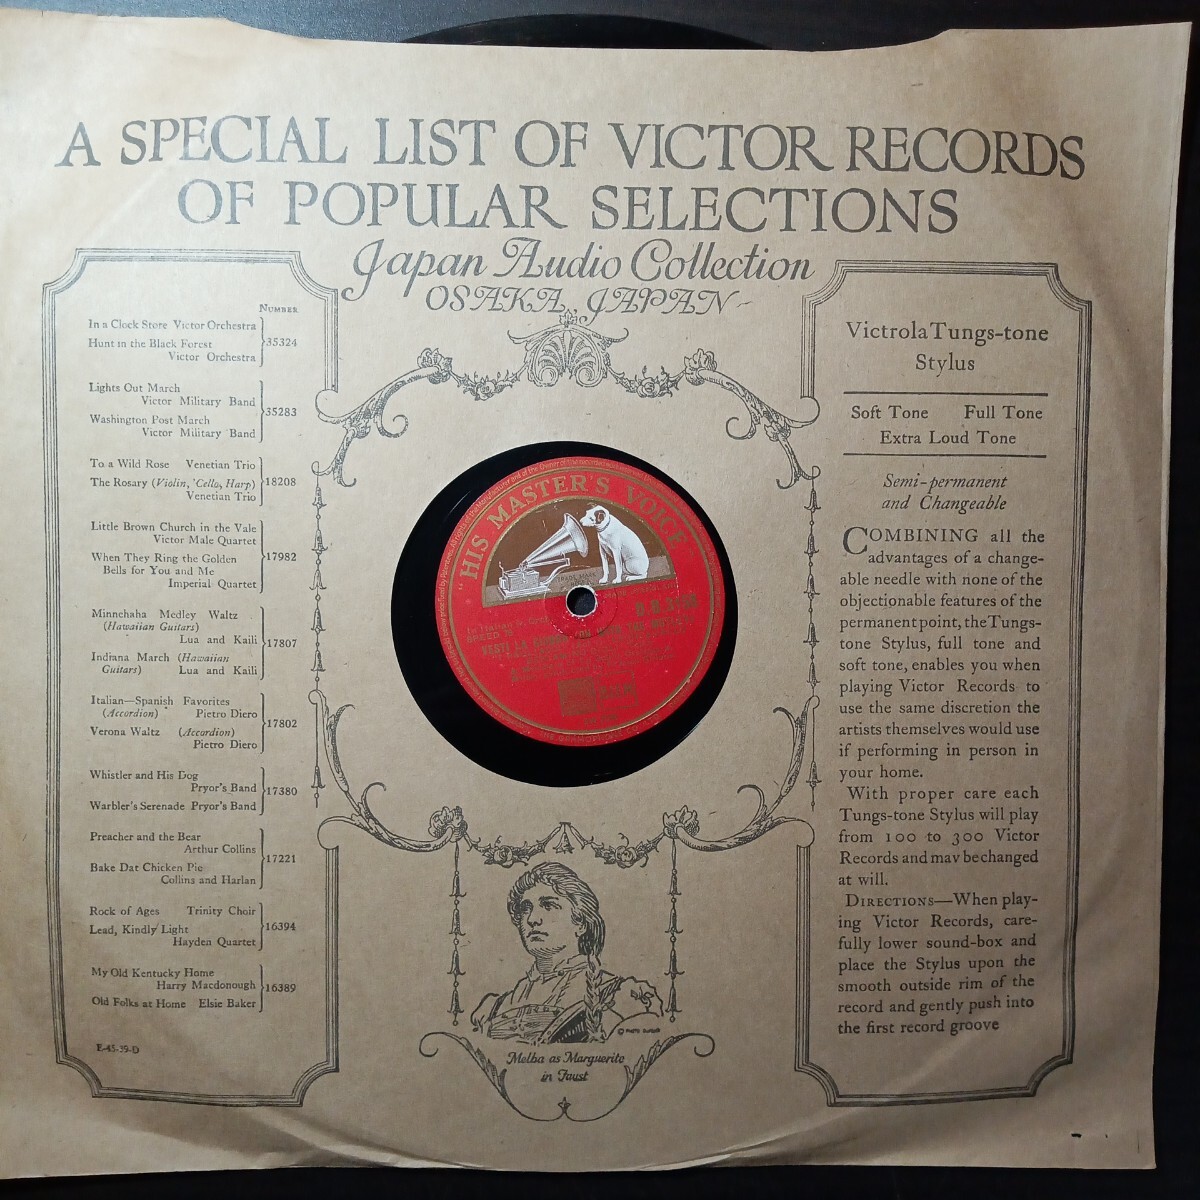 A SPECIAL LIST OF VICTOR RECORDS
OF POPULAR SELECTIONS
Japan Audio Collection
OSAKA, JAPAN
NUMBER
In a Clock Store Victor Orchestra
Hunt in the Black Forest
Victor Orchestra
35324
Lights Out March
Victor Military Band
Washington Post March
Victor Military Band
35283
To a Wild Rose Venetian Trio
The Rosary (Violin, 'Cello, Harp)
Venetian Trio
18208
Little Brown Church in the Vale
Victor Male Quartet
When They Ring the Golden
Bells for You and Me
Imperial Quartet
17982
Minnehaha Medley Waltz
(Hawaiian Guitars)
Lua and Kaili
Indiana March (Hawaiian
Guitars) Lua and Kaili
17807
Italian—Spanish Favorites
(Accordion) Pietro Diero
Verona Waltz (Accordion)
Pietro Diero
17802
Whistler and His Dog
Pryor's Band
Warbler's Serenade Pryor's Band
17380
Preacher and the Bear
Arthur Collins
Bake Dat Chicken Pie
Collins and Harlan
17221
Rock of Ages Trinity Choir
Lead, Kindly Light
Hayden Quartet
16394
My Old Kentucky Home
Harry Macdonough
Old Folks at Home Elsie Baker
16389
E-45-39-D
"HIS MASTER'S VOICE"
TRADE MARK
SPEED 78
VESTI LA GIUBBA
Melba as Marguerite
in Faust
Victrola Tungs-tone
Stylus
Soft Tone Full Tone
Extra Loud Tone
Semi-permanent
and Changeable
COMBINING all the
advantages of a change-
able needle with none of the
objectionable features of the
permanent point, the Tungs-
tone Stylus, full tone and
soft tone, enables you when
playing Victor Records to
use the same discretion the
artists themselves would use
if performing in person in
your home.
With proper care each
Tungs-tone Stylus will play
from 100 to 300 Victor
Records and may be changed
at will.
DIRECTIONS—When play-
ing Victor Records, care-
fully lower sound-box and
place the Stylus upon the
smooth outside rim of the
record and gently push into
the first record groove